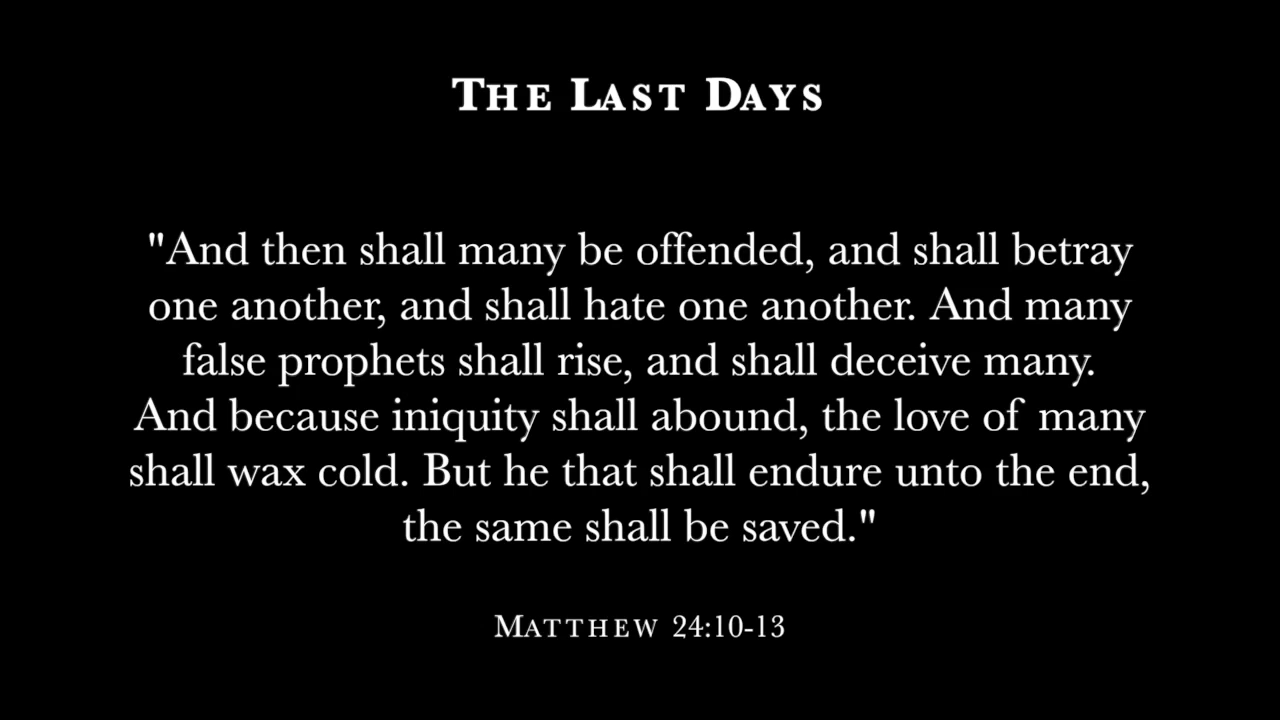 The Last Days
"And then shall many be offended, and shall betray
one another, and shall hate one another. And many
false prophets shall rise, and shall deceive many.
And because iniquity shall abound, the love of many
shall wax cold. But he that shall endure unto the end,
the same shall be saved."
Matthew 24:10-13